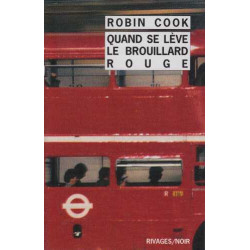 ROBIN COOK
QUAND SE LÈVE
LE BROUILLARD
ROUGE
RIVAGES/NOIR